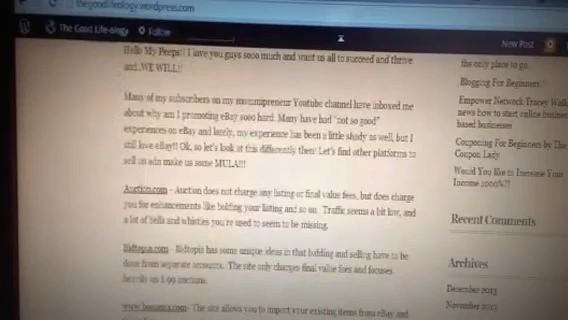 thegoodlifeology.wordpress.com
The Good Life-ology
Follow
New Post
Hello My Peeps!! I love you guys sooo much and want us all to succeed and thrive
and..WE WILL!!
Many of my subscribers on my mommipreneur Youtube channel have inboxed me
about why am I promoting eBay sooo hard. Many have had "not so good"
experiences on eBay and lately, my experience has been a little shady as well, but I
still love eBay!! Ok, so let's look at this differently then! Let's find other platforms to
sell on adn make us some MULA!!!
Auction.com - Auction does not charge any listing or final value fees, but does charge
you for enhancements like bolding your listing and so on. Traffic seems a bit low, and
a lot of bells and whistles you're used to seem to be missing.
Bidtopia.com - Bidtopia has some unique ideas in that bidding and selling have to be
done from separate accounts. The site only charges final value fees and focuses
heavily on $.99 auctions.
www.bonanza.com - The site allows you to import your existing items from eBay and
the only place to go.
Blogging For Beginners
Empower Network Tracey Walk
news how to start online busines
based businesses
Couponing For Beginners by The
Coupon Lady
Would You like to Increase Your
Income 1000%??
Recent Comments
Archives
December 2013
November 2013